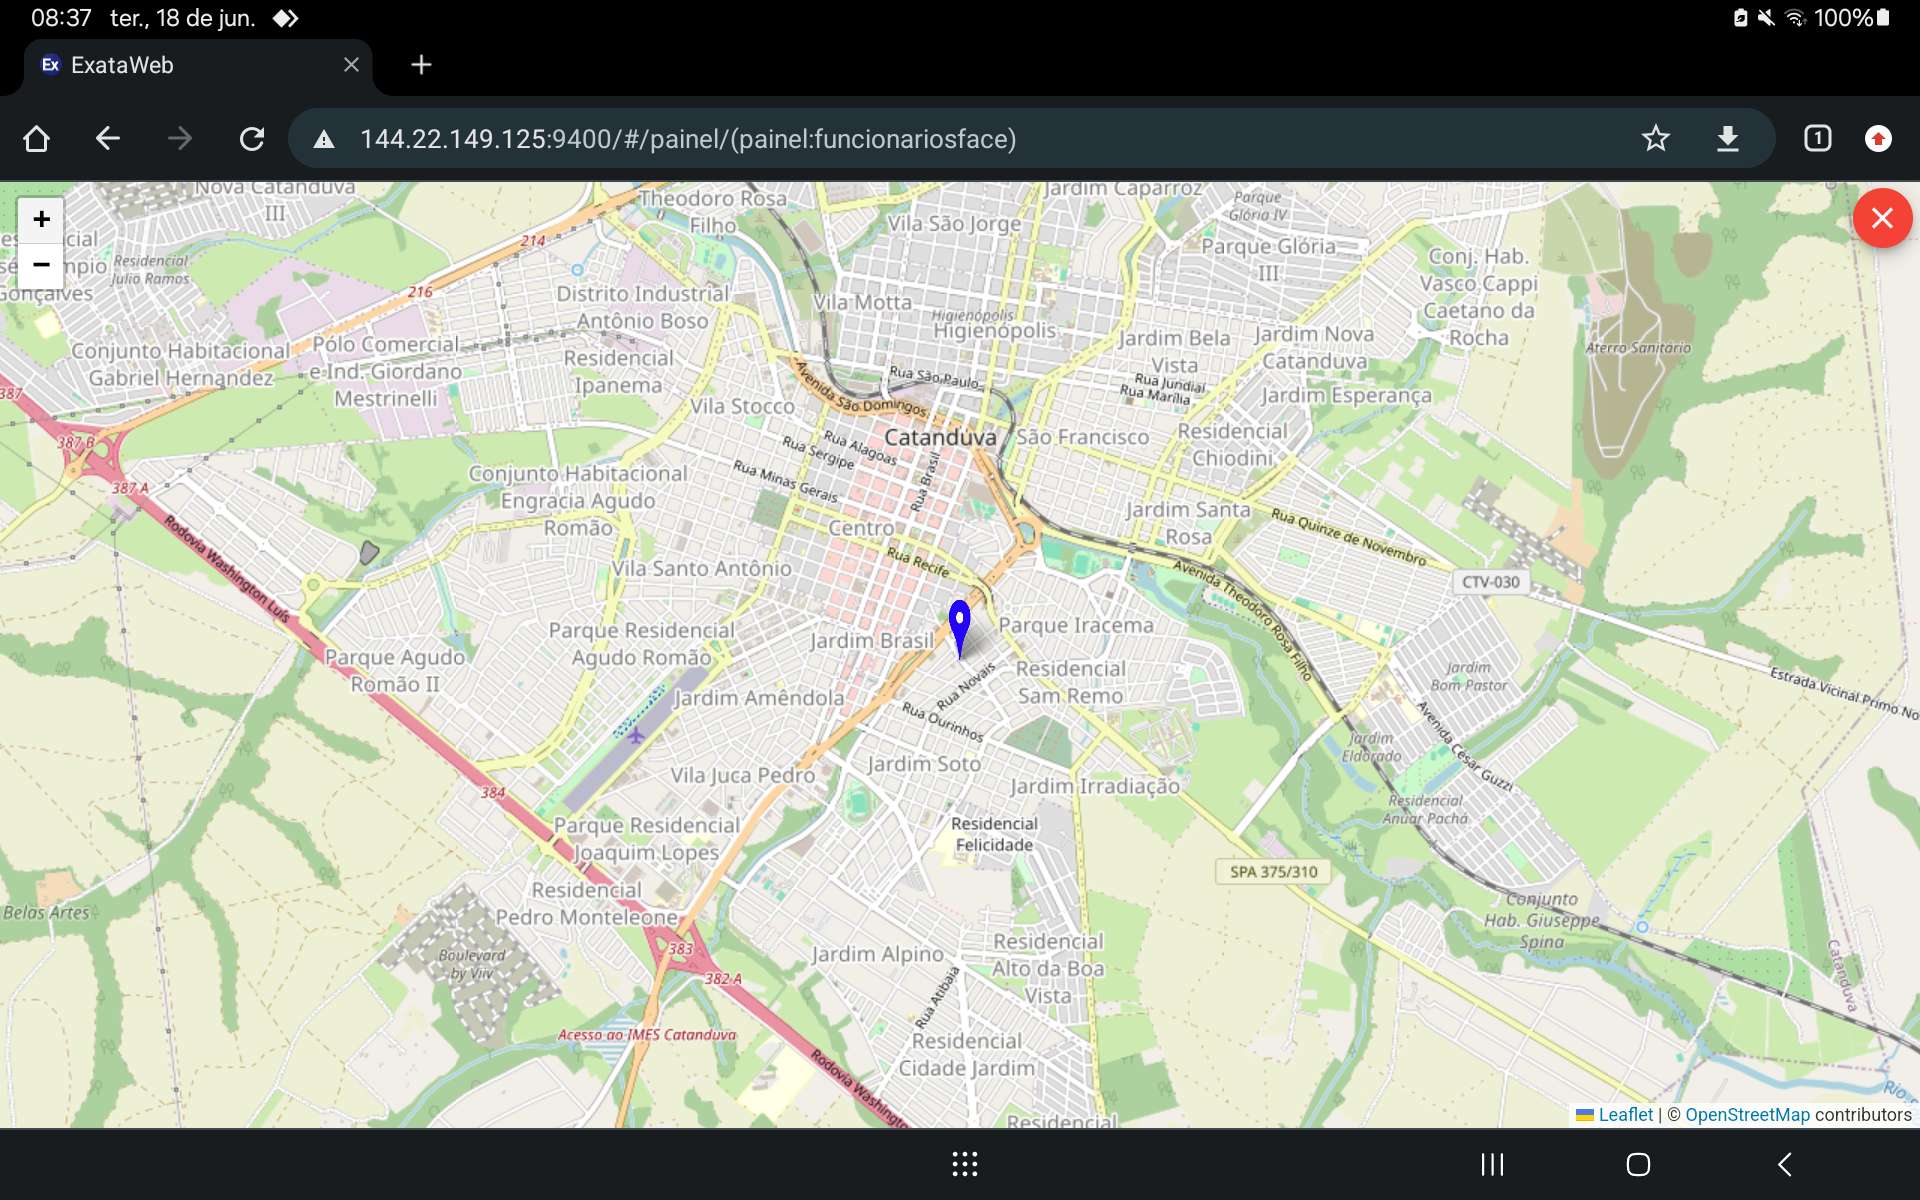 08:37 ter., 18 de jun.
100%
Ex ExataWeb
144.22.149.125:9400/#/painel/(painel:funcionariosface)
1
+
−
Nova Catanduva
III
Theodoro Rosa
Filho
Jardim Caparroz
Vila São Jorge
Parque
Glória IV
Parque Glória
III
Residencial
Julio Ramos
Gonçalves
214
216
Conj. Hab.
Vasco Cappi
Caetano da
Rocha
Distrito Industrial
Antônio Boso
Vila Motta
Higienópolis
Higienópolis
Jardim Bela
Vista
Jardim Nova
Catanduva
Aterro Sanitário
Conjunto Habitacional
Gabriel Hernandez
Pólo Comercial
e Ind. Giordano
Mestrinelli
Residencial
Ipanema
Rua São Paulo
Rua Jundiaí
Rua Marília
Jardim Esperança
387
Avenida São Domingos
Vila Stocco
Catanduva
São Francisco
Residencial
Chiodini
387 B
387 A
Rua Alagoas
Rua Sergipe
Rua Minas Gerais
Rua Brasil
Conjunto Habitacional
Engracia Agudo
Romão
Centro
Jardim Santa
Rosa
Rua Quinze de Novembro
Rodovia Washington Luís
Vila Santo Antônio
Rua Recife
Avenida Theodoro Rosa Filho
CTV-030
Parque Residencial
Agudo Romão
Jardim Brasil
Parque Iracema
Parque Agudo
Romão II
Residencial
Sam Remo
Jardim
Bom Pastor
Estrada Vicinal Primo No
Jardim Amêndola
Rua Novais
Rua Ourinhos
Avenida César Guzzi
Jardim
Eldorado
Vila Juca Pedro
Jardim Soto
Jardim Irradiação
384
Residencial
Anuar Pachá
Parque Residencial
Joaquim Lopes
Residencial
Felicidade
SPA 375/310
Residencial
Pedro Monteleone
Belas Artes
Conjunto
Hab. Giuseppe
Spina
383
382 A
Boulevard
by Viiv
Jardim Alpino
Residencial
Alto da Boa
Vista
Rua Atibaia
Catanduva
Acesso ao IMES Catanduva
Residencial
Cidade Jardim
Rodovia Washingto
Residencial
Rio
Leaflet | © OpenStreetMap contributors